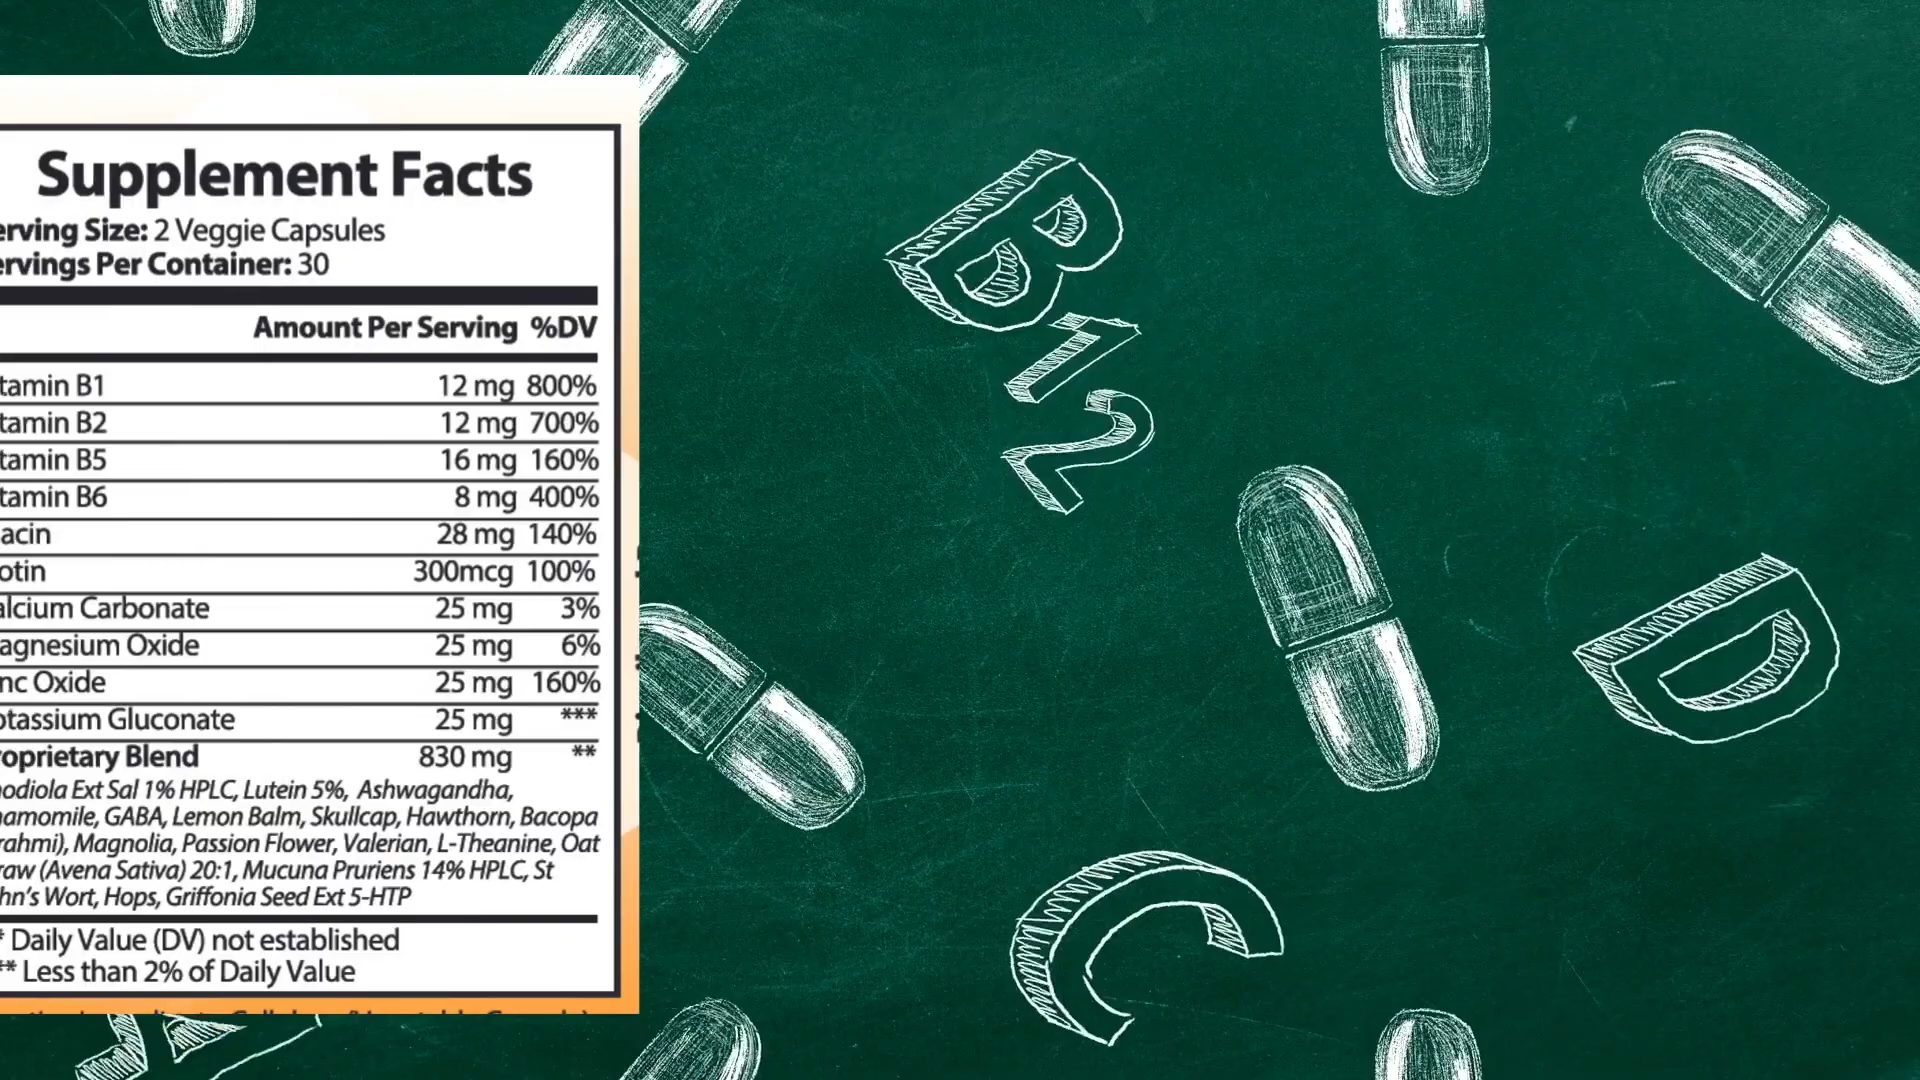 Supplement Facts
erving Size: 2 Veggie Capsules
ervings Per Container: 30
Amount Per Serving %DV
tamin B1 12 mg 800%
tamin B2 12 mg 700%
tamin B5 16 mg 160%
tamin B6 8 mg 400%
acin 28 mg 140%
otin 300mcg 100%
alcium Carbonate 25 mg 3%
agnesium Oxide 25 mg 6%
nc Oxide 25 mg 160%
otassium Gluconate 25 mg ***
roprietary Blend 830 mg **
odiola Ext Sal 1% HPLC, Lutein 5%, Ashwagandha,
amomile, GABA, Lemon Balm, Skullcap, Hawthorn, Bacopa
rahmi), Magnolia, Passion Flower, Valerian, L-Theanine, Oat
raw (Avena Sativa) 20:1, Mucuna Pruriens 14% HPLC, St
hn's Wort, Hops, Griffonia Seed Ext 5-HTP
* Daily Value (DV) not established
** Less than 2% of Daily Value
B12
D
C